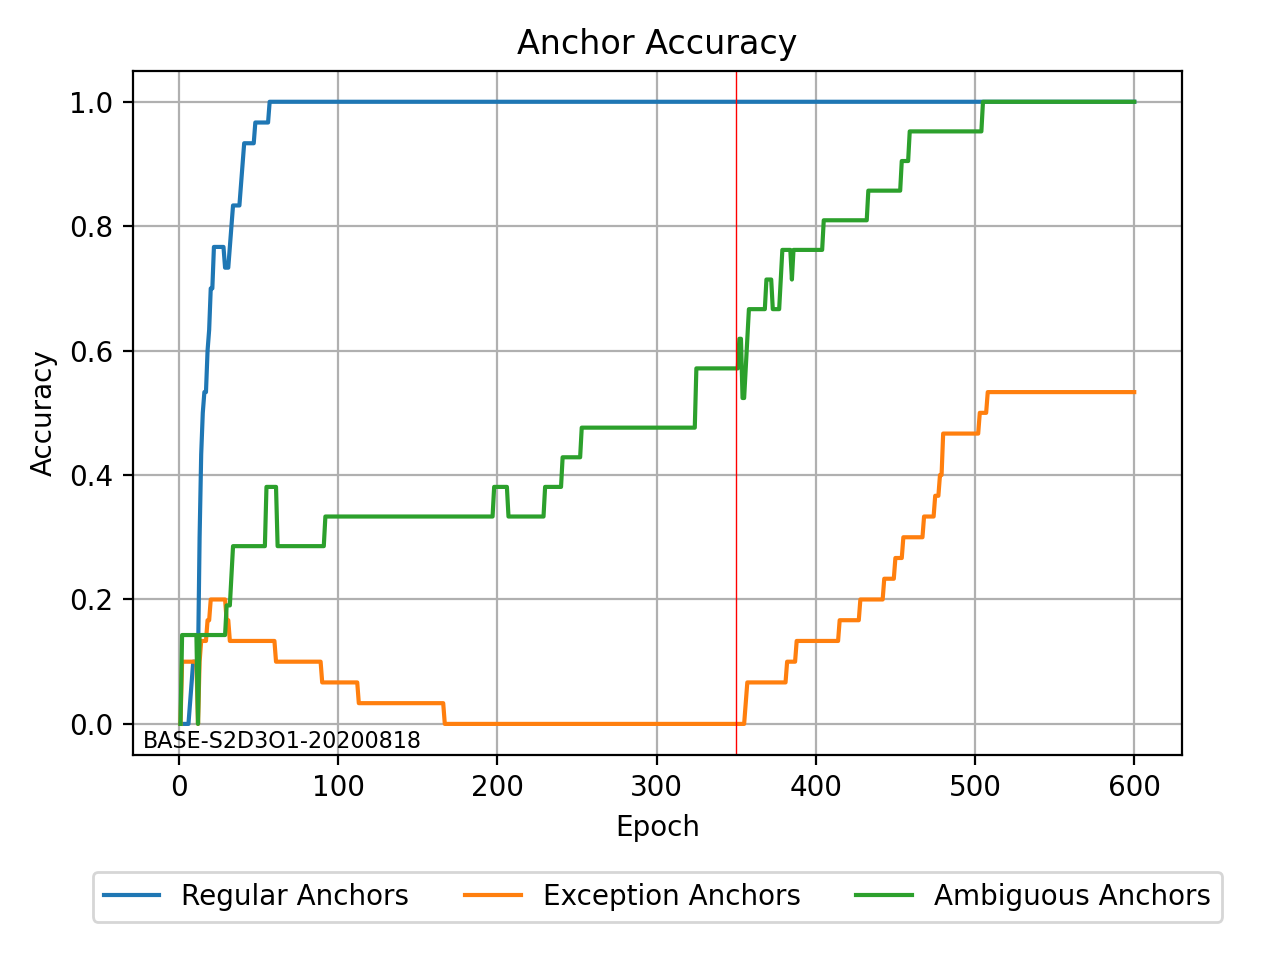 Anchor Accuracy
1.0
0.8
0.6
0.4
0.2
0.0
Accuracy
BASE-S2D3O1-20200818
0 100 200 300 400 500 600
Epoch
Regular Anchors Exception Anchors Ambiguous Anchors